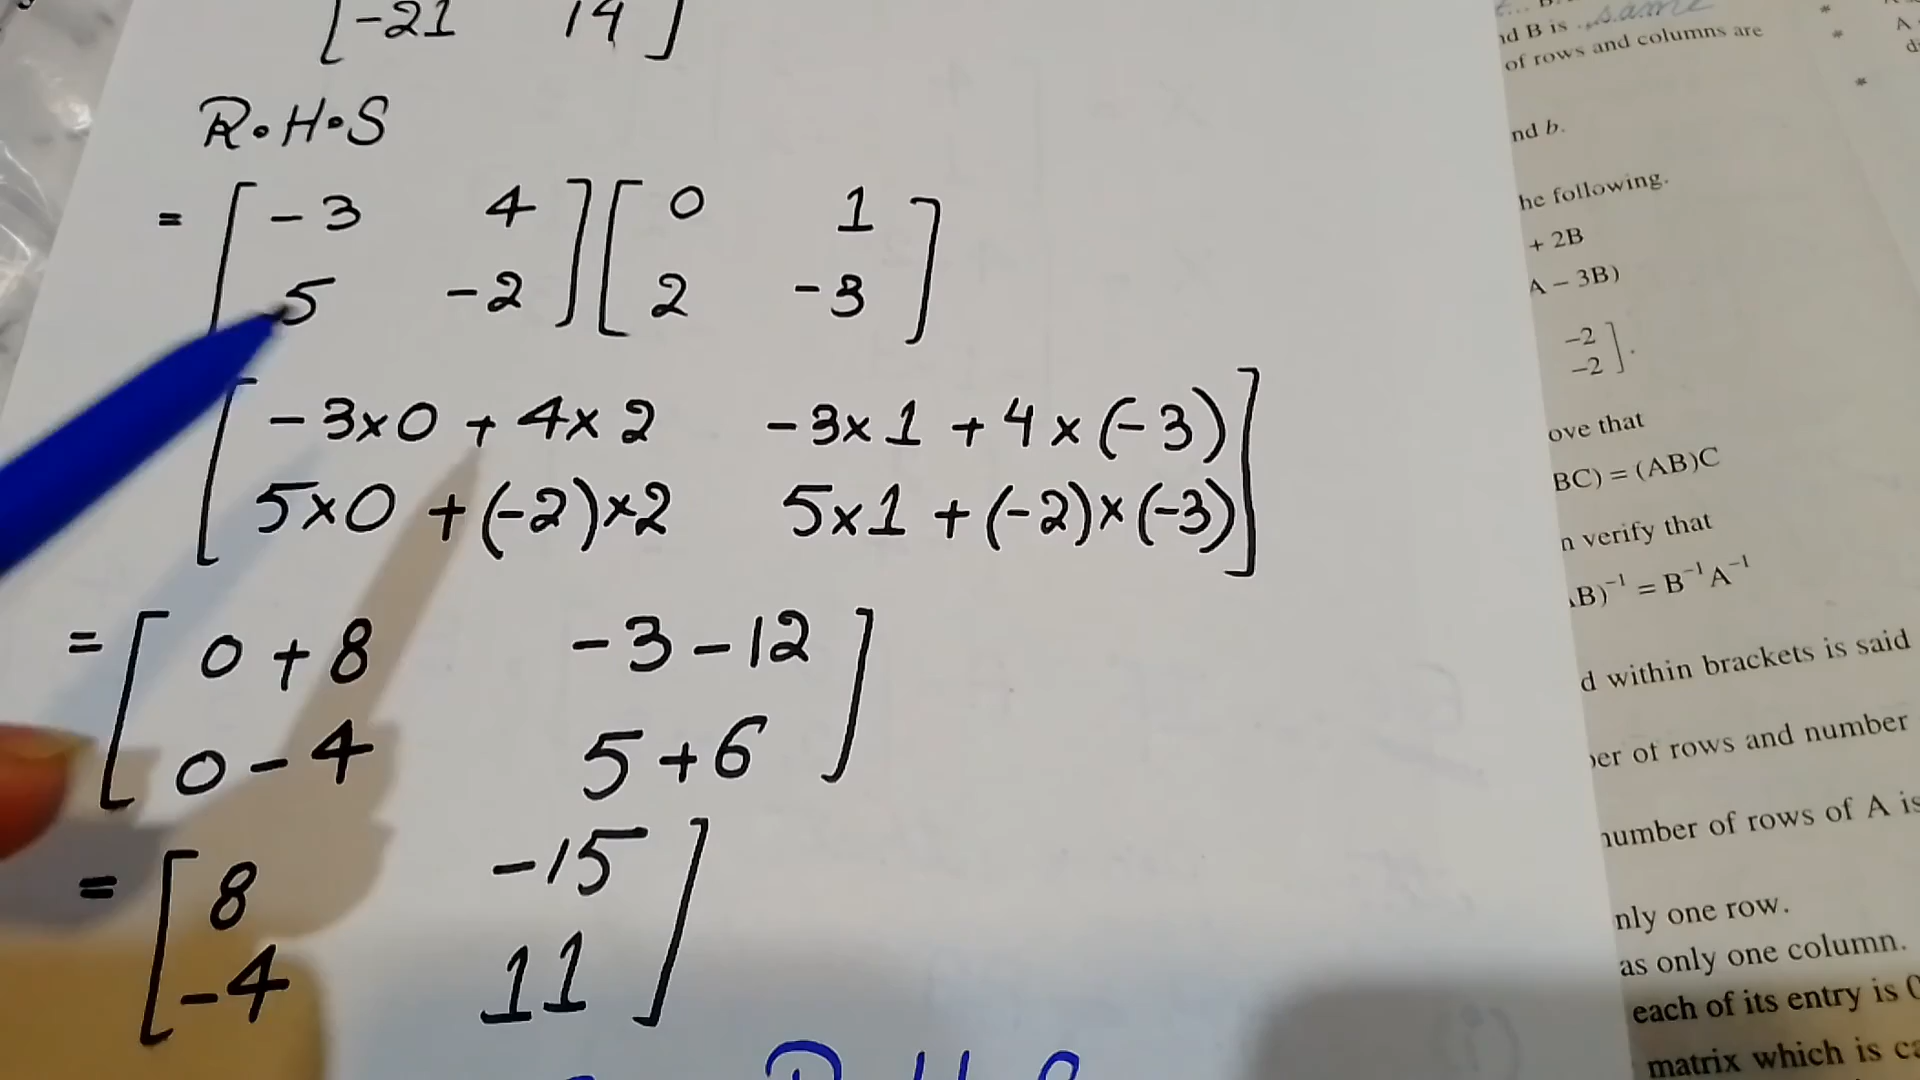 [ -21 14 ]
R.H.S
= [ -3 4 ] [ 0 1 ]
[ 5 -2 ] [ 2 -3 ]
[ -3×0 + 4×2 -3×1 + 4×(-3) ]
[ 5×0 + (-2)×2 5×1 + (-2)×(-3) ]
= [ 0 + 8 -3 - 12 ]
[ 0 - 4 5 + 6 ]
= [ 8 -15 ]
[ -4 11 ]
B is same
of rows and columns are
nd b.
he following.
+ 2B
A − 3B)
−2
−2 ] .
ove that
BC) = (AB)C
n verify that
B)⁻¹ = B⁻¹A⁻¹
d within brackets is said
er of rows and number
number of rows of A is
nly one row.
as only one column.
each of its entry is 0
matrix which is ca